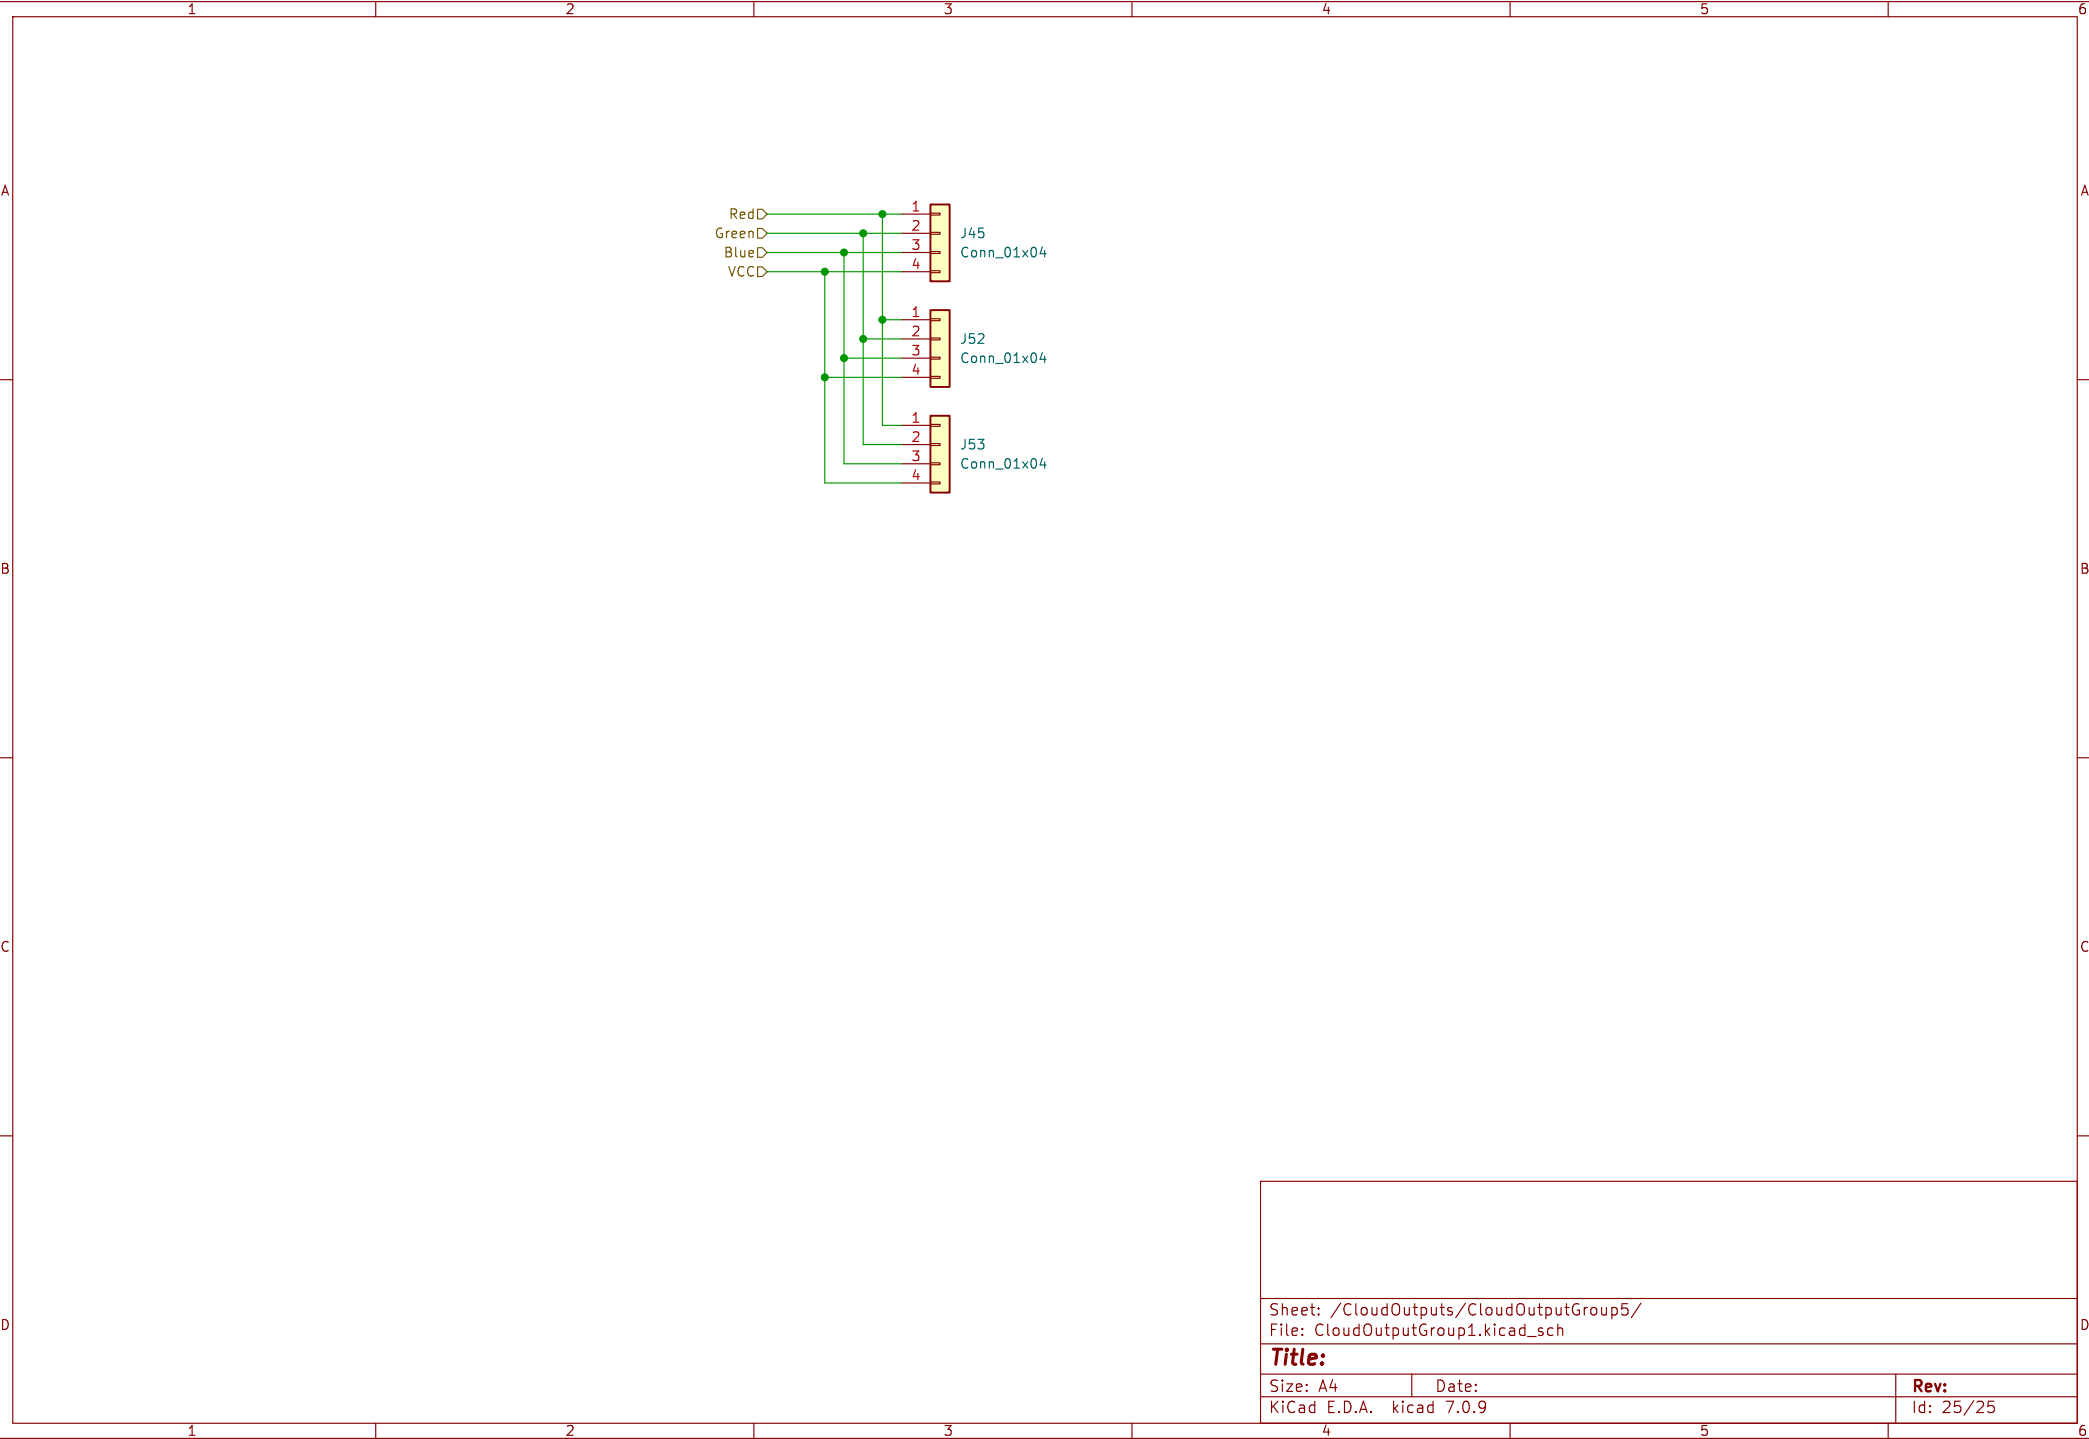 1 2 3 4 5 6
A A
Red 1
Green 2 J45
Blue 3 Conn_01x04
VCC 4
1
2 J52
3 Conn_01x04
4
1
2 J53
3 Conn_01x04
4
B B
C C
Sheet: /CloudOutputs/CloudOutputGroup5/
D D
File: CloudOutputGroup1.kicad_sch
Title:
Size: A4 Date: Rev:
KiCad E.D.A. kicad 7.0.9 Id: 25/25
1 2 3 4 5 6